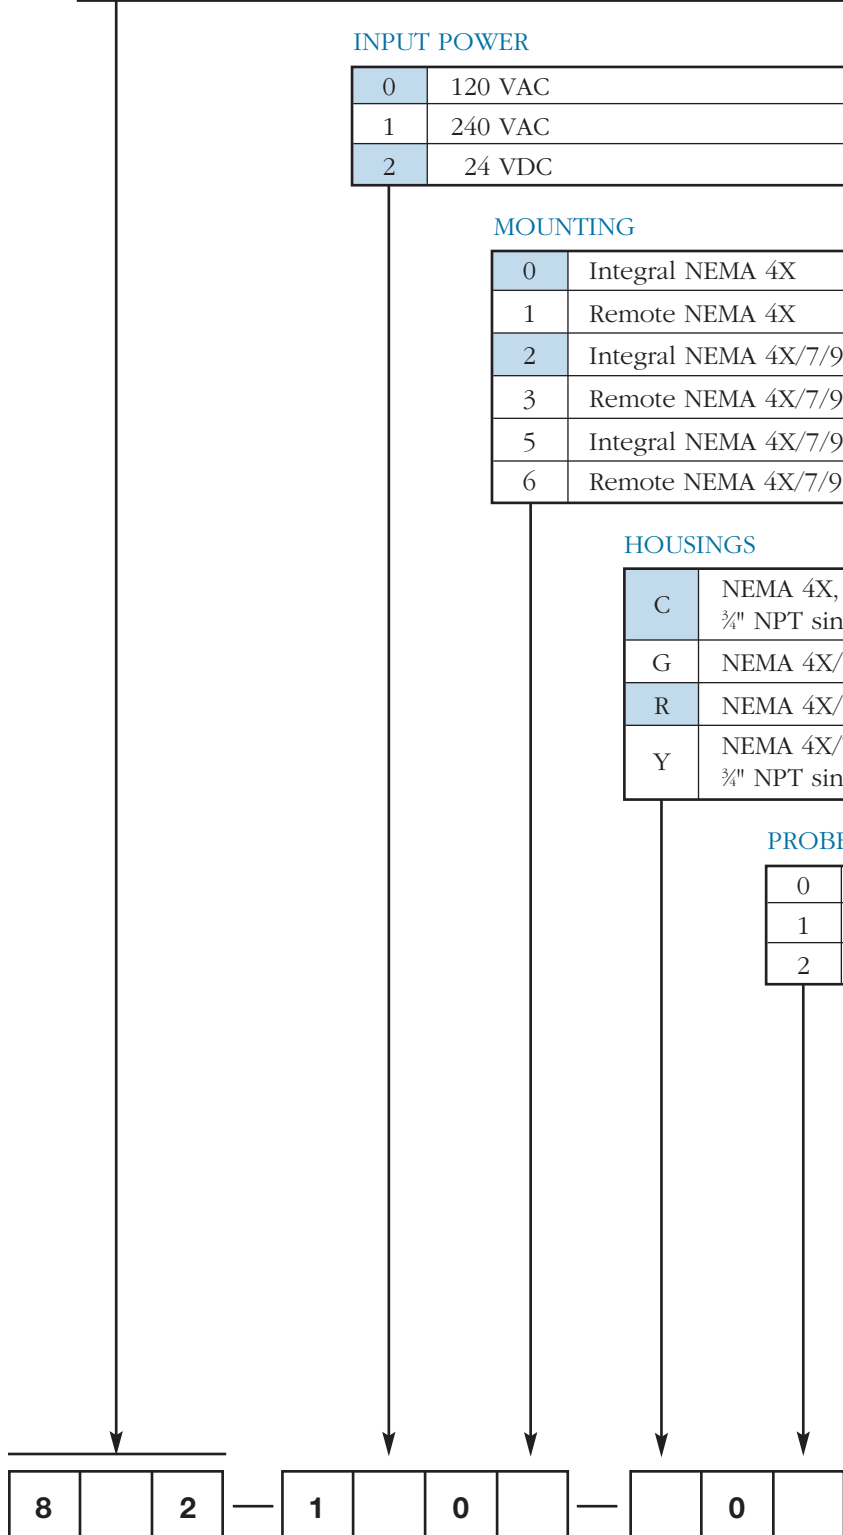 INPUT POWER
0 120 VAC
1 240 VAC
2 24 VDC
MOUNTING
0 Integral NEMA 4X
1 Remote NEMA 4X
2 Integral NEMA 4X/7/9
3 Remote NEMA 4X/7/9
5 Integral NEMA 4X/7/9
6 Remote NEMA 4X/7/9
HOUSINGS
C NEMA 4X,
¾" NPT sin
G NEMA 4X/
R NEMA 4X/
Y NEMA 4X/
¾" NPT sin
PROBE
0
1
2
8 2 — 1 0 — 0